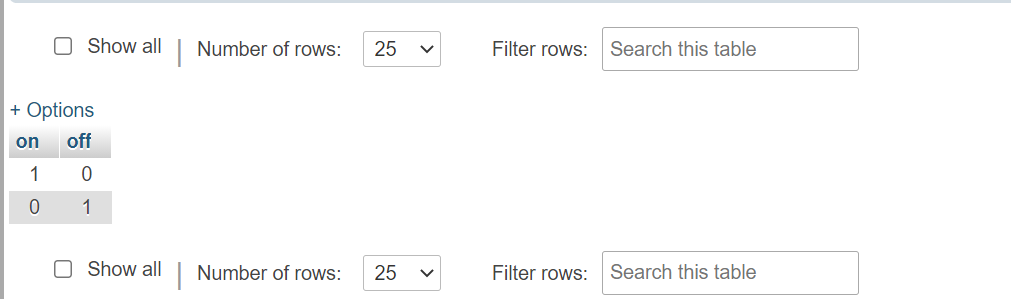 Show all | Number of rows: 25 Filter rows: Search this table
+ Options
on off
1 0
0 1
Show all | Number of rows: 25 Filter rows: Search this table